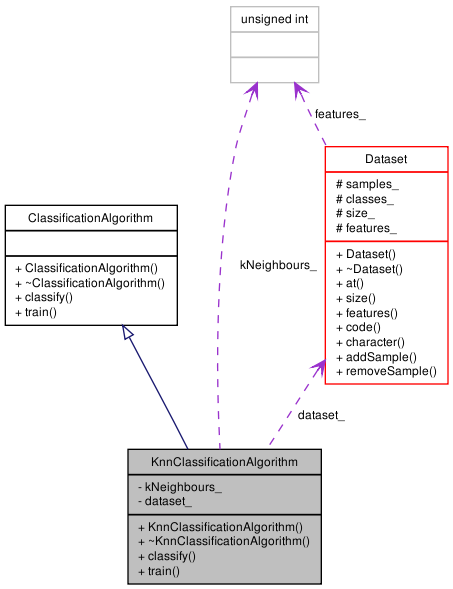 unsigned int
features_
Dataset
# samples_
# classes_
# size_
# features_
+ Dataset()
+ ~Dataset()
+ at()
+ size()
+ features()
+ code()
+ character()
+ addSample()
+ removeSample()
ClassificationAlgorithm
+ ClassificationAlgorithm()
+ ~ClassificationAlgorithm()
+ classify()
+ train()
kNeighbours_
dataset_
KnnClassificationAlgorithm
- kNeighbours_
- dataset_
+ KnnClassificationAlgorithm()
+ ~KnnClassificationAlgorithm()
+ classify()
+ train()